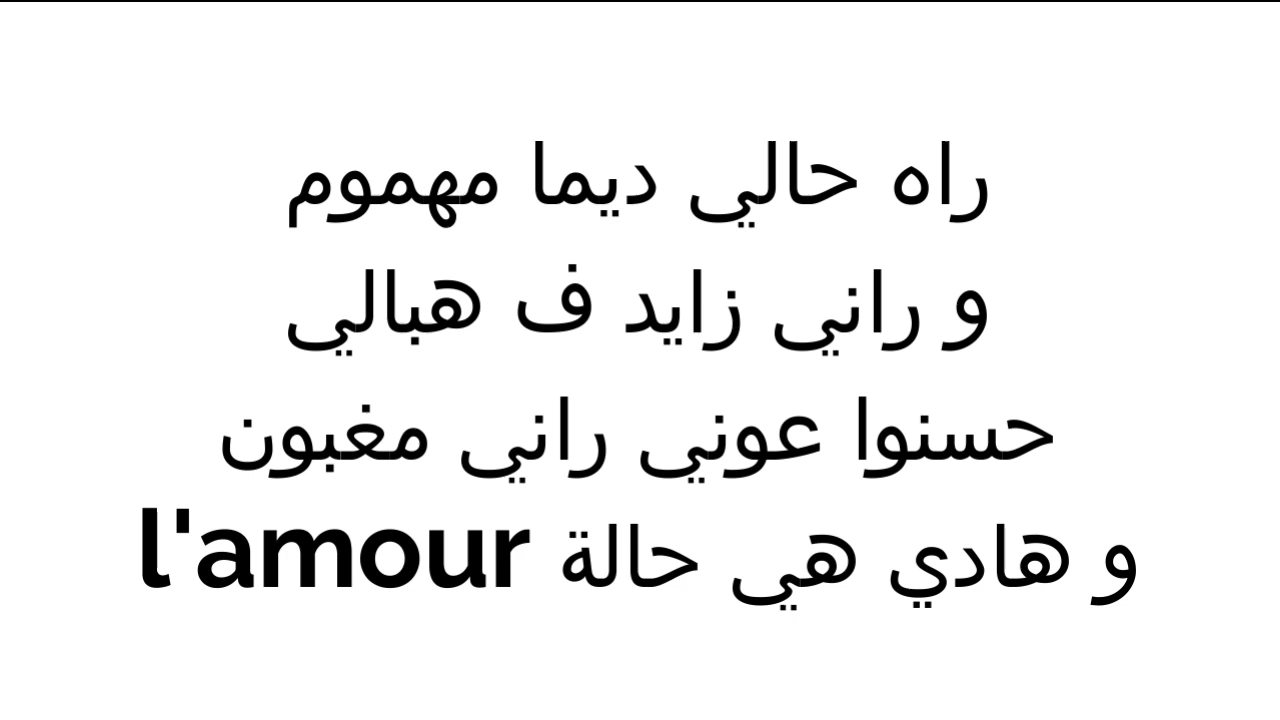 راه حالي ديما مهموم
و راني زايد ف هبالي
حسنوا عوني راني مغبون
و هادي هي حالة l'amour